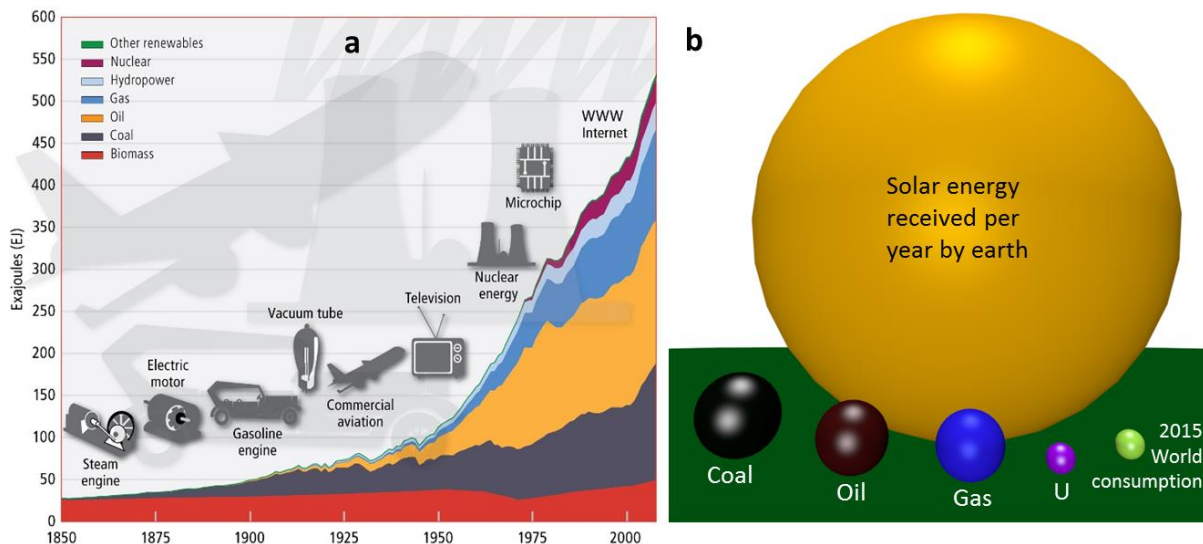 600
550
500
450
400
350
300
250
200
150
100
50
0
Exajoules (EJ)
1850
1875
1900
1925
1950
1975
2000
a
Other renewables
Nuclear
Hydropower
Gas
Oil
Coal
Biomass
Steam
engine
Electric
motor
Gasoline
engine
Vacuum tube
Commercial
aviation
Television
Nuclear
energy
Microchip
WWW
Internet
b
Solar energy
received per
year by earth
Coal
Oil
Gas
U
2015
World
consumption